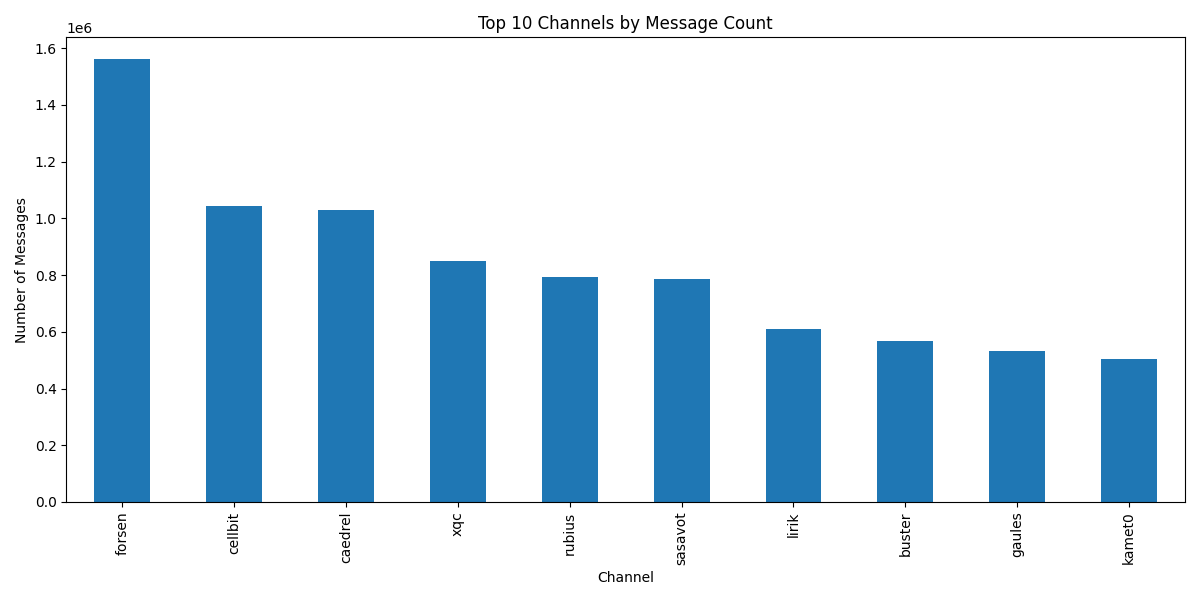 Top 10 Channels by Message Count
1e6
1.6
1.4
1.2
1.0
0.8
0.6
0.4
0.2
0.0
Number of Messages
forsen
cellbit
caedrel
xqc
rubius
sasavot
lirik
buster
gaules
kamet0
Channel